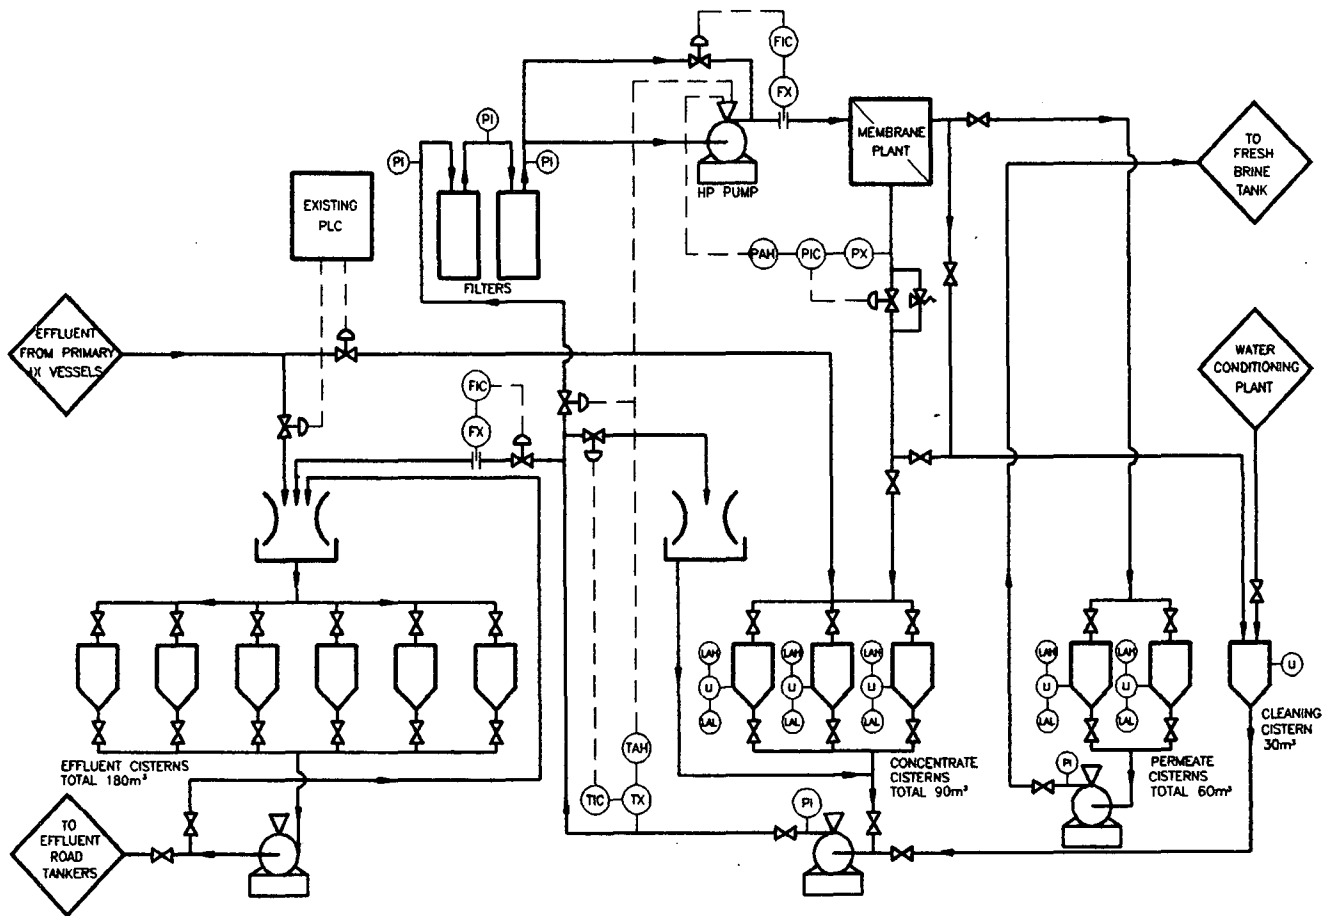 FIC
FX
PI
PI
PI
MEMBRANE
PLANT
TO
FRESH
BRINE
TANK
HP PUMP
EXISTING
PLC
PAH
PIC
PX
FILTERS
EFFLUENT
FROM PRIMARY
IX VESSELS
WATER
CONDITIONING
PLANT
FIC
FX
LAH
LAH
LAH
LAH
LAH
LI
LI
LI
LI
LI
LI
LAL
LAL
LAL
LAL
LAL
CLEANING
CISTERN
30m³
EFFLUENT CISTERNS
TOTAL 180m³
TAH
CONCENTRATE
CISTERNS
TOTAL 90m³
PERMEATE
CISTERNS
TOTAL 60m³
PI
TIC
TX
PI
TO
EFFLUENT
ROAD
TANKERS